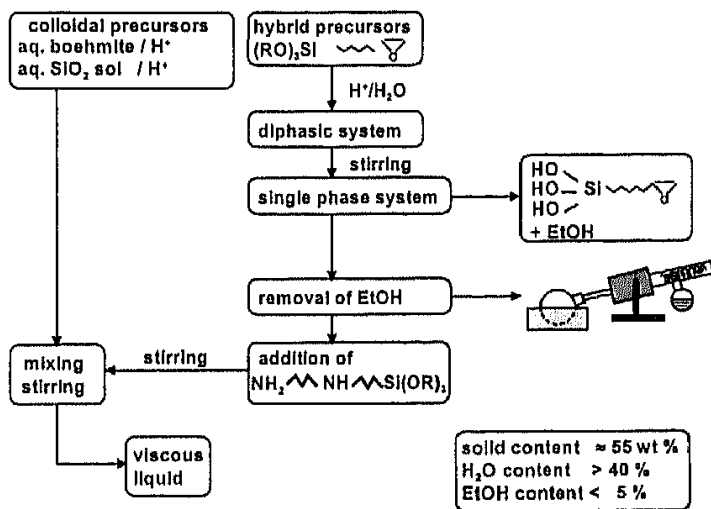 colloidal precursors
aq. boehmite / H⁺
aq. SiO₂ sol / H⁺
hybrid precursors
(RO)₃Si
O
H⁺/H₂O
diphasic system
stirring
single phase system
HO
HO
HO
Si
O
+ EtOH
removal of EtOH
addition of
NH₂ NH Si(OR)₃
stirring
mixing
stirring
viscous
liquid
solid content ≈ 55 wt %
H₂O content > 40 %
EtOH content < 5 %